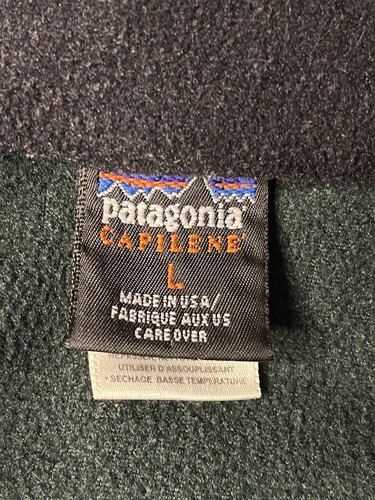 patagonia
CAPILENE
L
MADE IN USA/
FABRIQUE AUX US
CARE OVER
UTILISER D'ASSOUPLISSANT
• SECHAGE BASSE TEMPERATURE